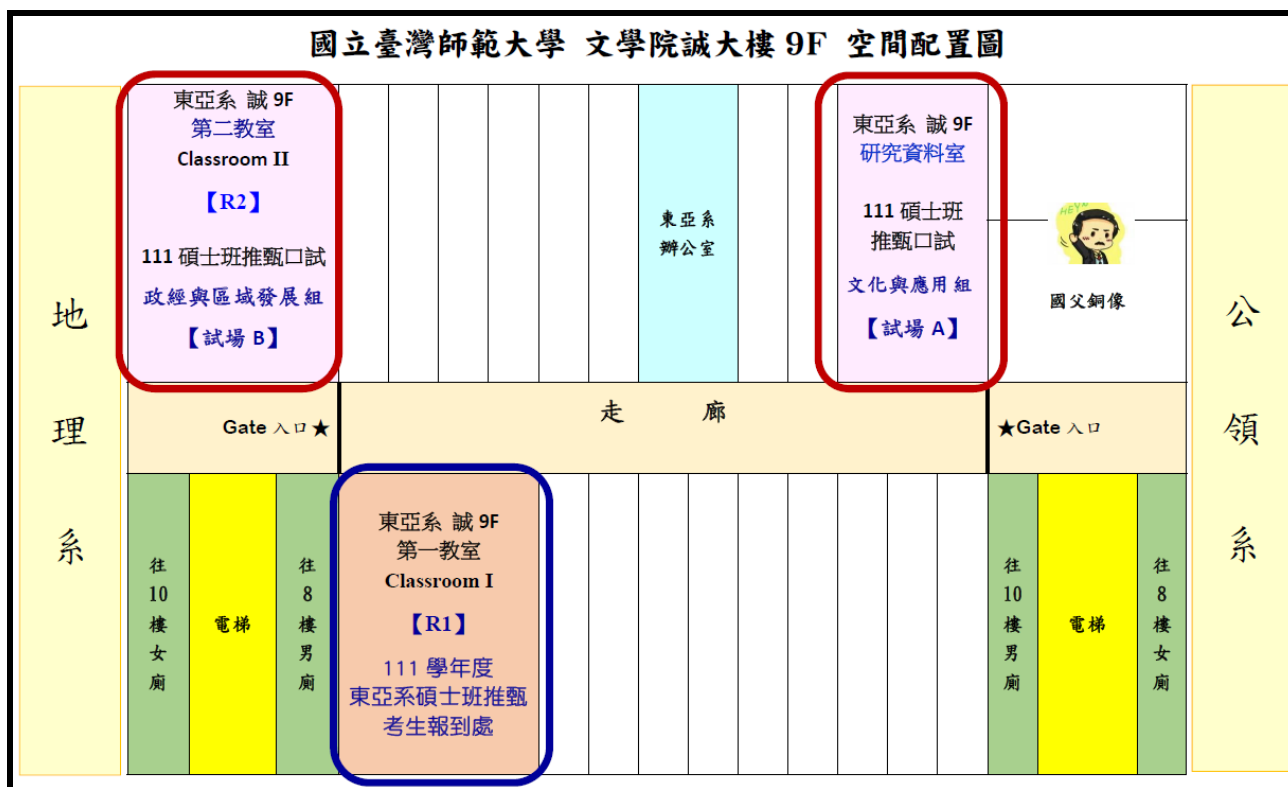 國立臺灣師範大學 文學院誠大樓 9F 空間配置圖
地理系
東亞系 誠 9F
第二教室
Classroom II
【R2】
111 碩士班推甄口試
政經與區域發展組
【試場 B】
東亞系
辦公室
東亞系 誠 9F
研究資料室
111 碩士班
推甄口試
文化與應用組
【試場 A】
HEYA
國父銅像
公領系
Gate 入口★
走 廊
★Gate 入口
往10樓女廁
電梯
往8樓男廁
東亞系 誠 9F
第一教室
Classroom I
【R1】
111 學年度
東亞系碩士班推甄
考生報到處
往10樓男廁
電梯
往8樓女廁